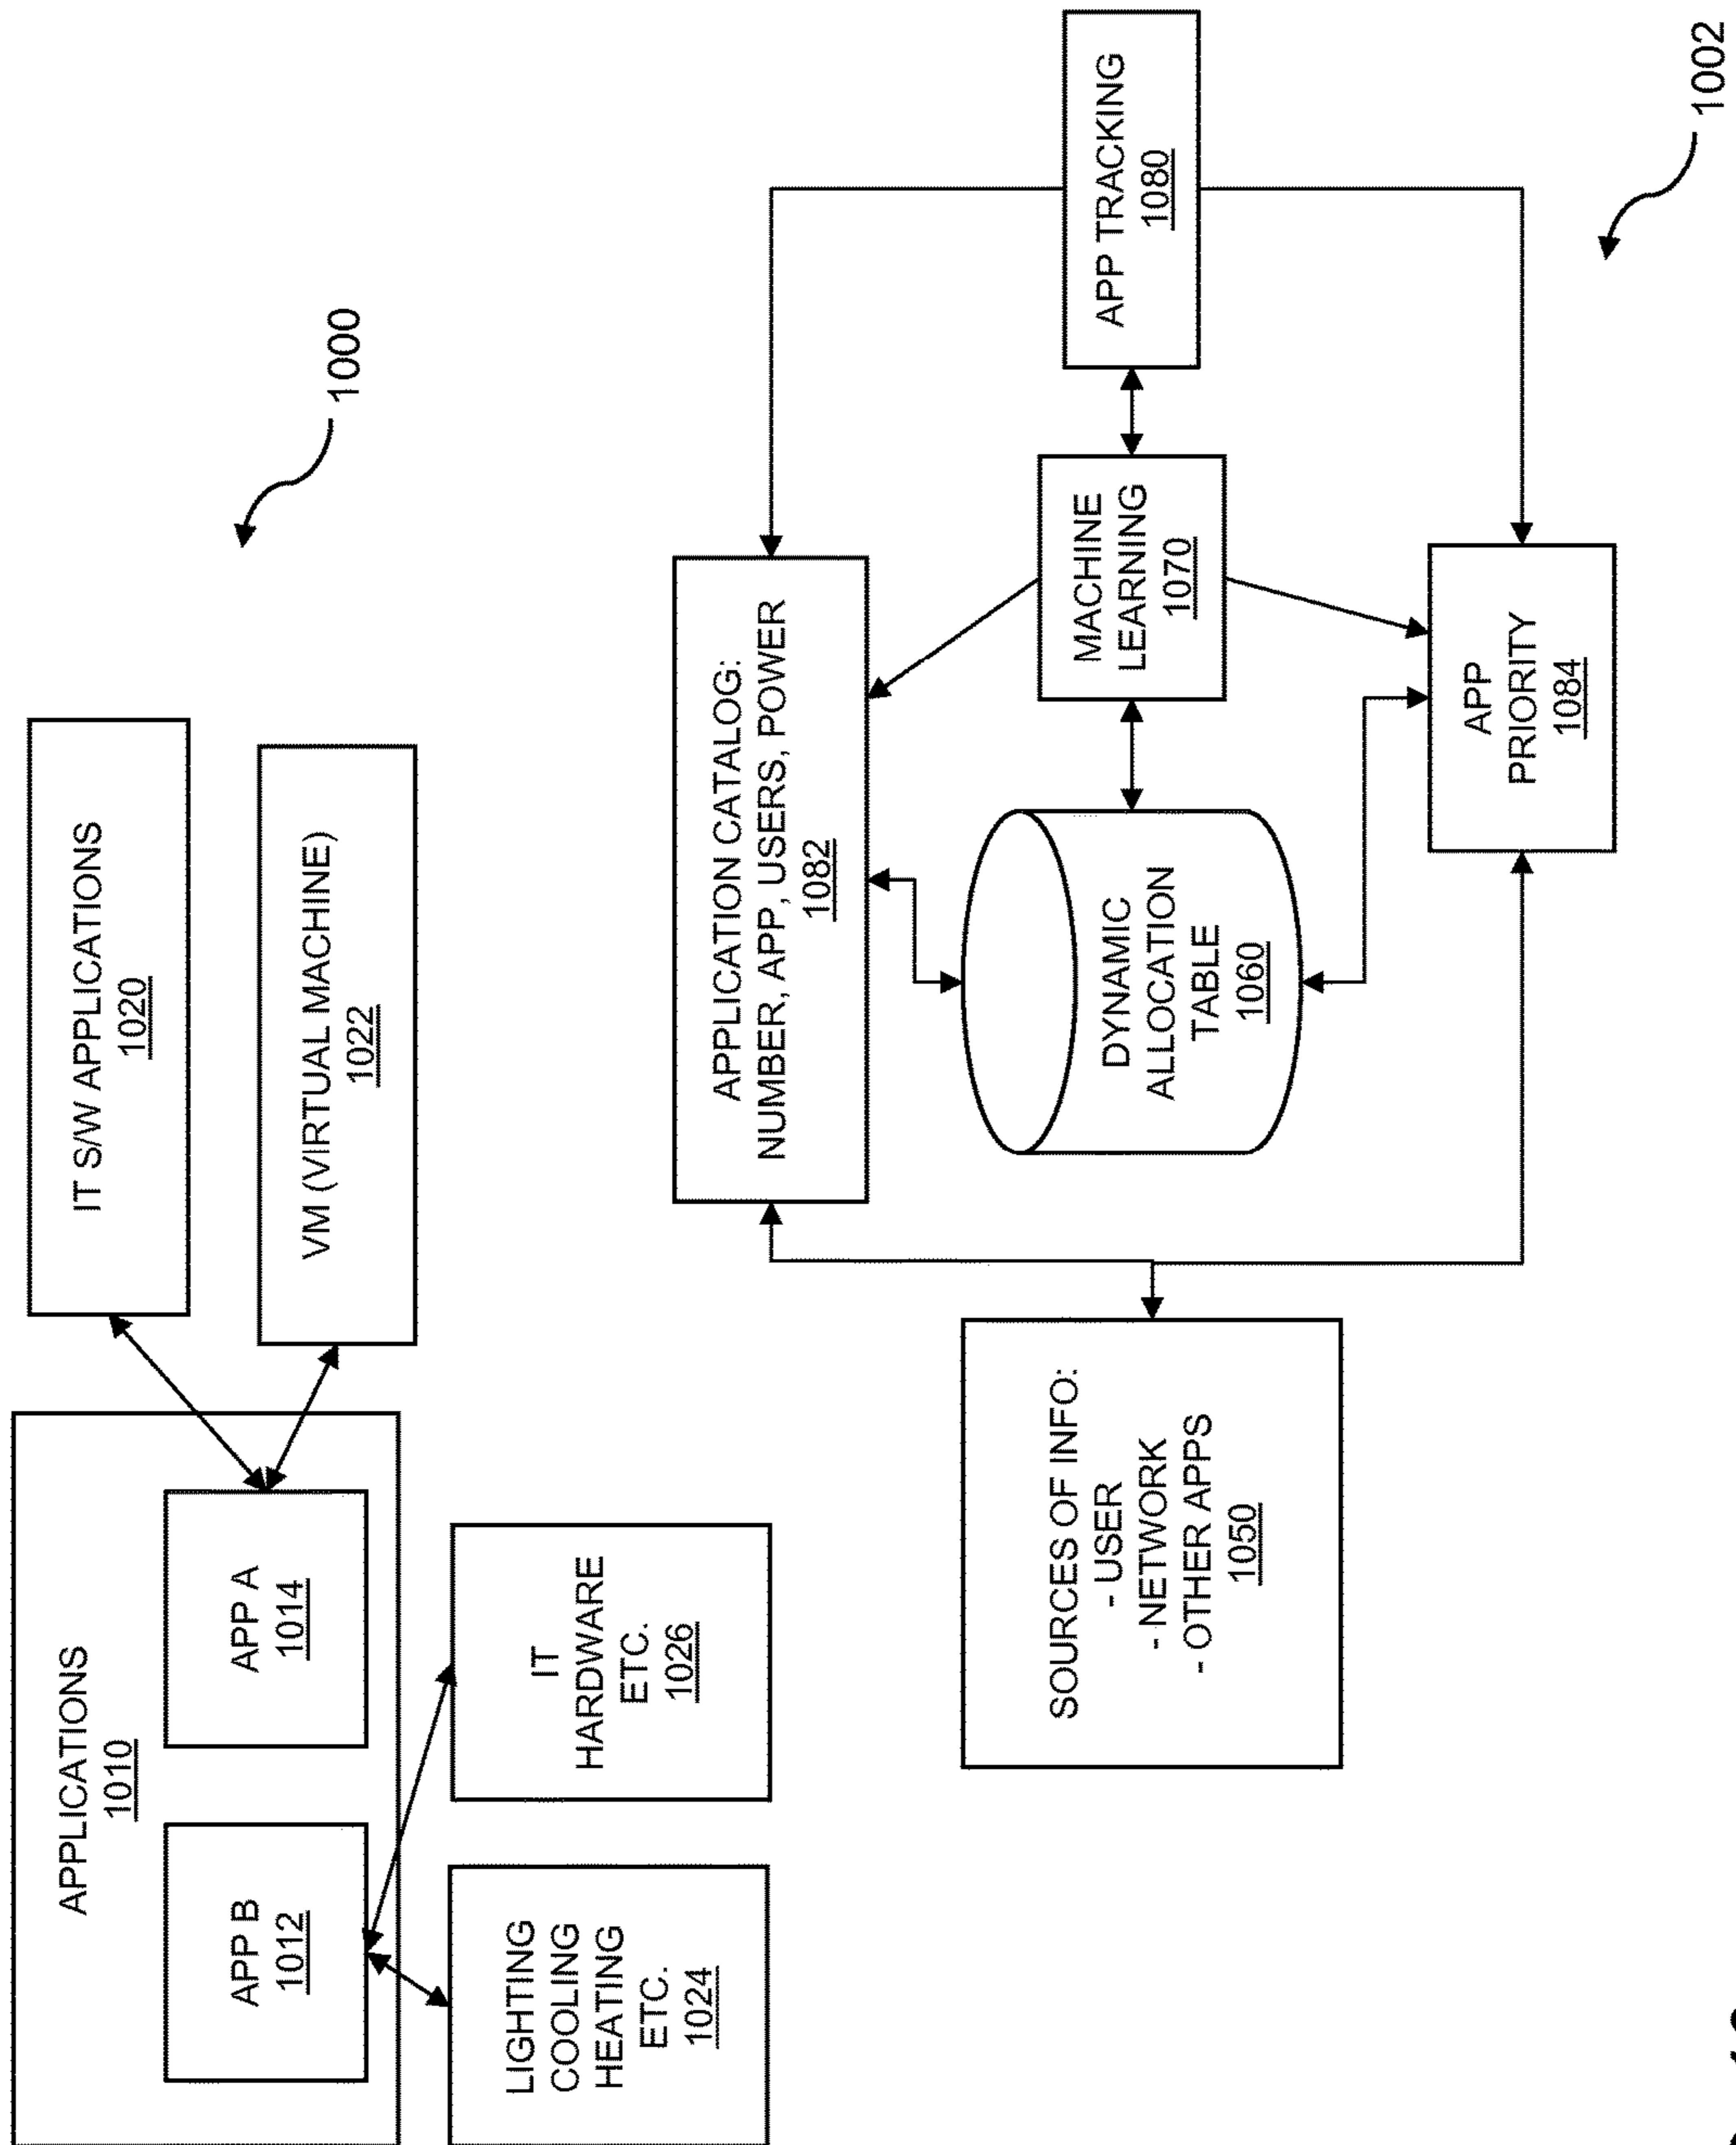 APPLICATIONS
1010
APP B
1012
APP A
1014
IT S/W APPLICATIONS
1020
VM (VIRTUAL MACHINE)
1022
1000
LIGHTING
COOLING
HEATING
ETC.
1024
IT
HARDWARE
ETC.
1026
APPLICATION CATALOG:
NUMBER, APP, USERS, POWER
1082
SOURCES OF INFO:
- USER
- NETWORK
- OTHER APPS
1050
DYNAMIC
ALLOCATION
TABLE
1060
MACHINE
LEARNING
1070
APP TRACKING
1080
APP
PRIORITY
1084
1002